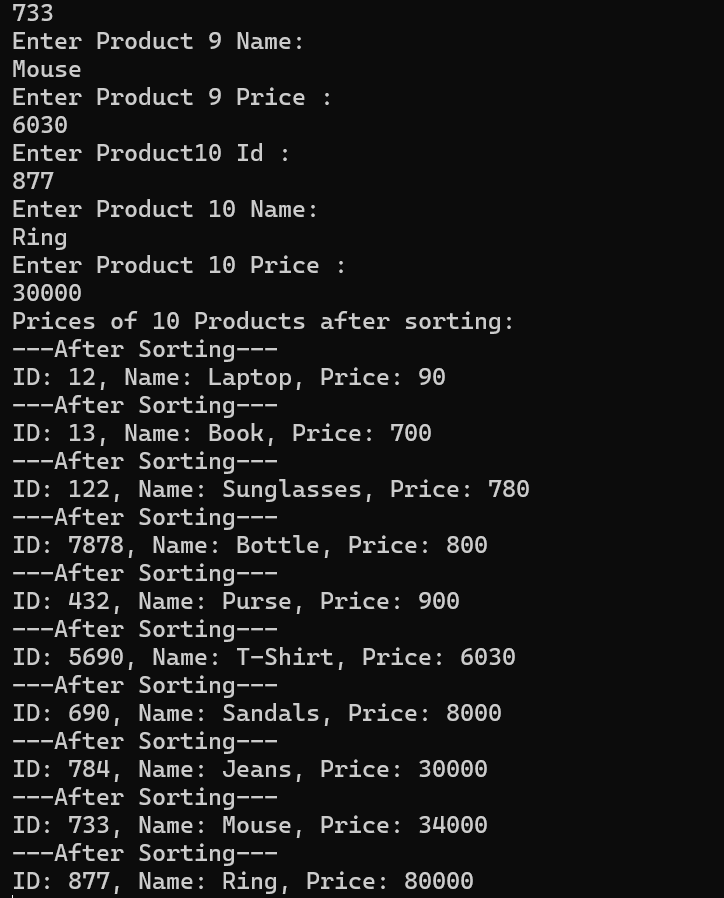 733
Enter Product 9 Name:
Mouse
Enter Product 9 Price :
6030
Enter Product10 Id :
877
Enter Product 10 Name:
Ring
Enter Product 10 Price :
30000
Prices of 10 Products after sorting:
---After Sorting---
ID: 12, Name: Laptop, Price: 90
---After Sorting---
ID: 13, Name: Book, Price: 700
---After Sorting---
ID: 122, Name: Sunglasses, Price: 780
---After Sorting---
ID: 7878, Name: Bottle, Price: 800
---After Sorting---
ID: 432, Name: Purse, Price: 900
---After Sorting---
ID: 5690, Name: T-Shirt, Price: 6030
---After Sorting---
ID: 690, Name: Sandals, Price: 8000
---After Sorting---
ID: 784, Name: Jeans, Price: 30000
---After Sorting---
ID: 733, Name: Mouse, Price: 34000
---After Sorting---
ID: 877, Name: Ring, Price: 80000